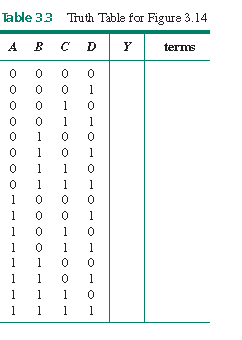 Table 3.3 Truth Table for Figure 3.14
A B C D Y terms
0 0 0 0
0 0 0 1
0 0 1 0
0 0 1 1
0 1 0 0
0 1 0 1
0 1 1 0
0 1 1 1
1 0 0 0
1 0 0 1
1 0 1 0
1 0 1 1
1 1 0 0
1 1 0 1
1 1 1 0
1 1 1 1